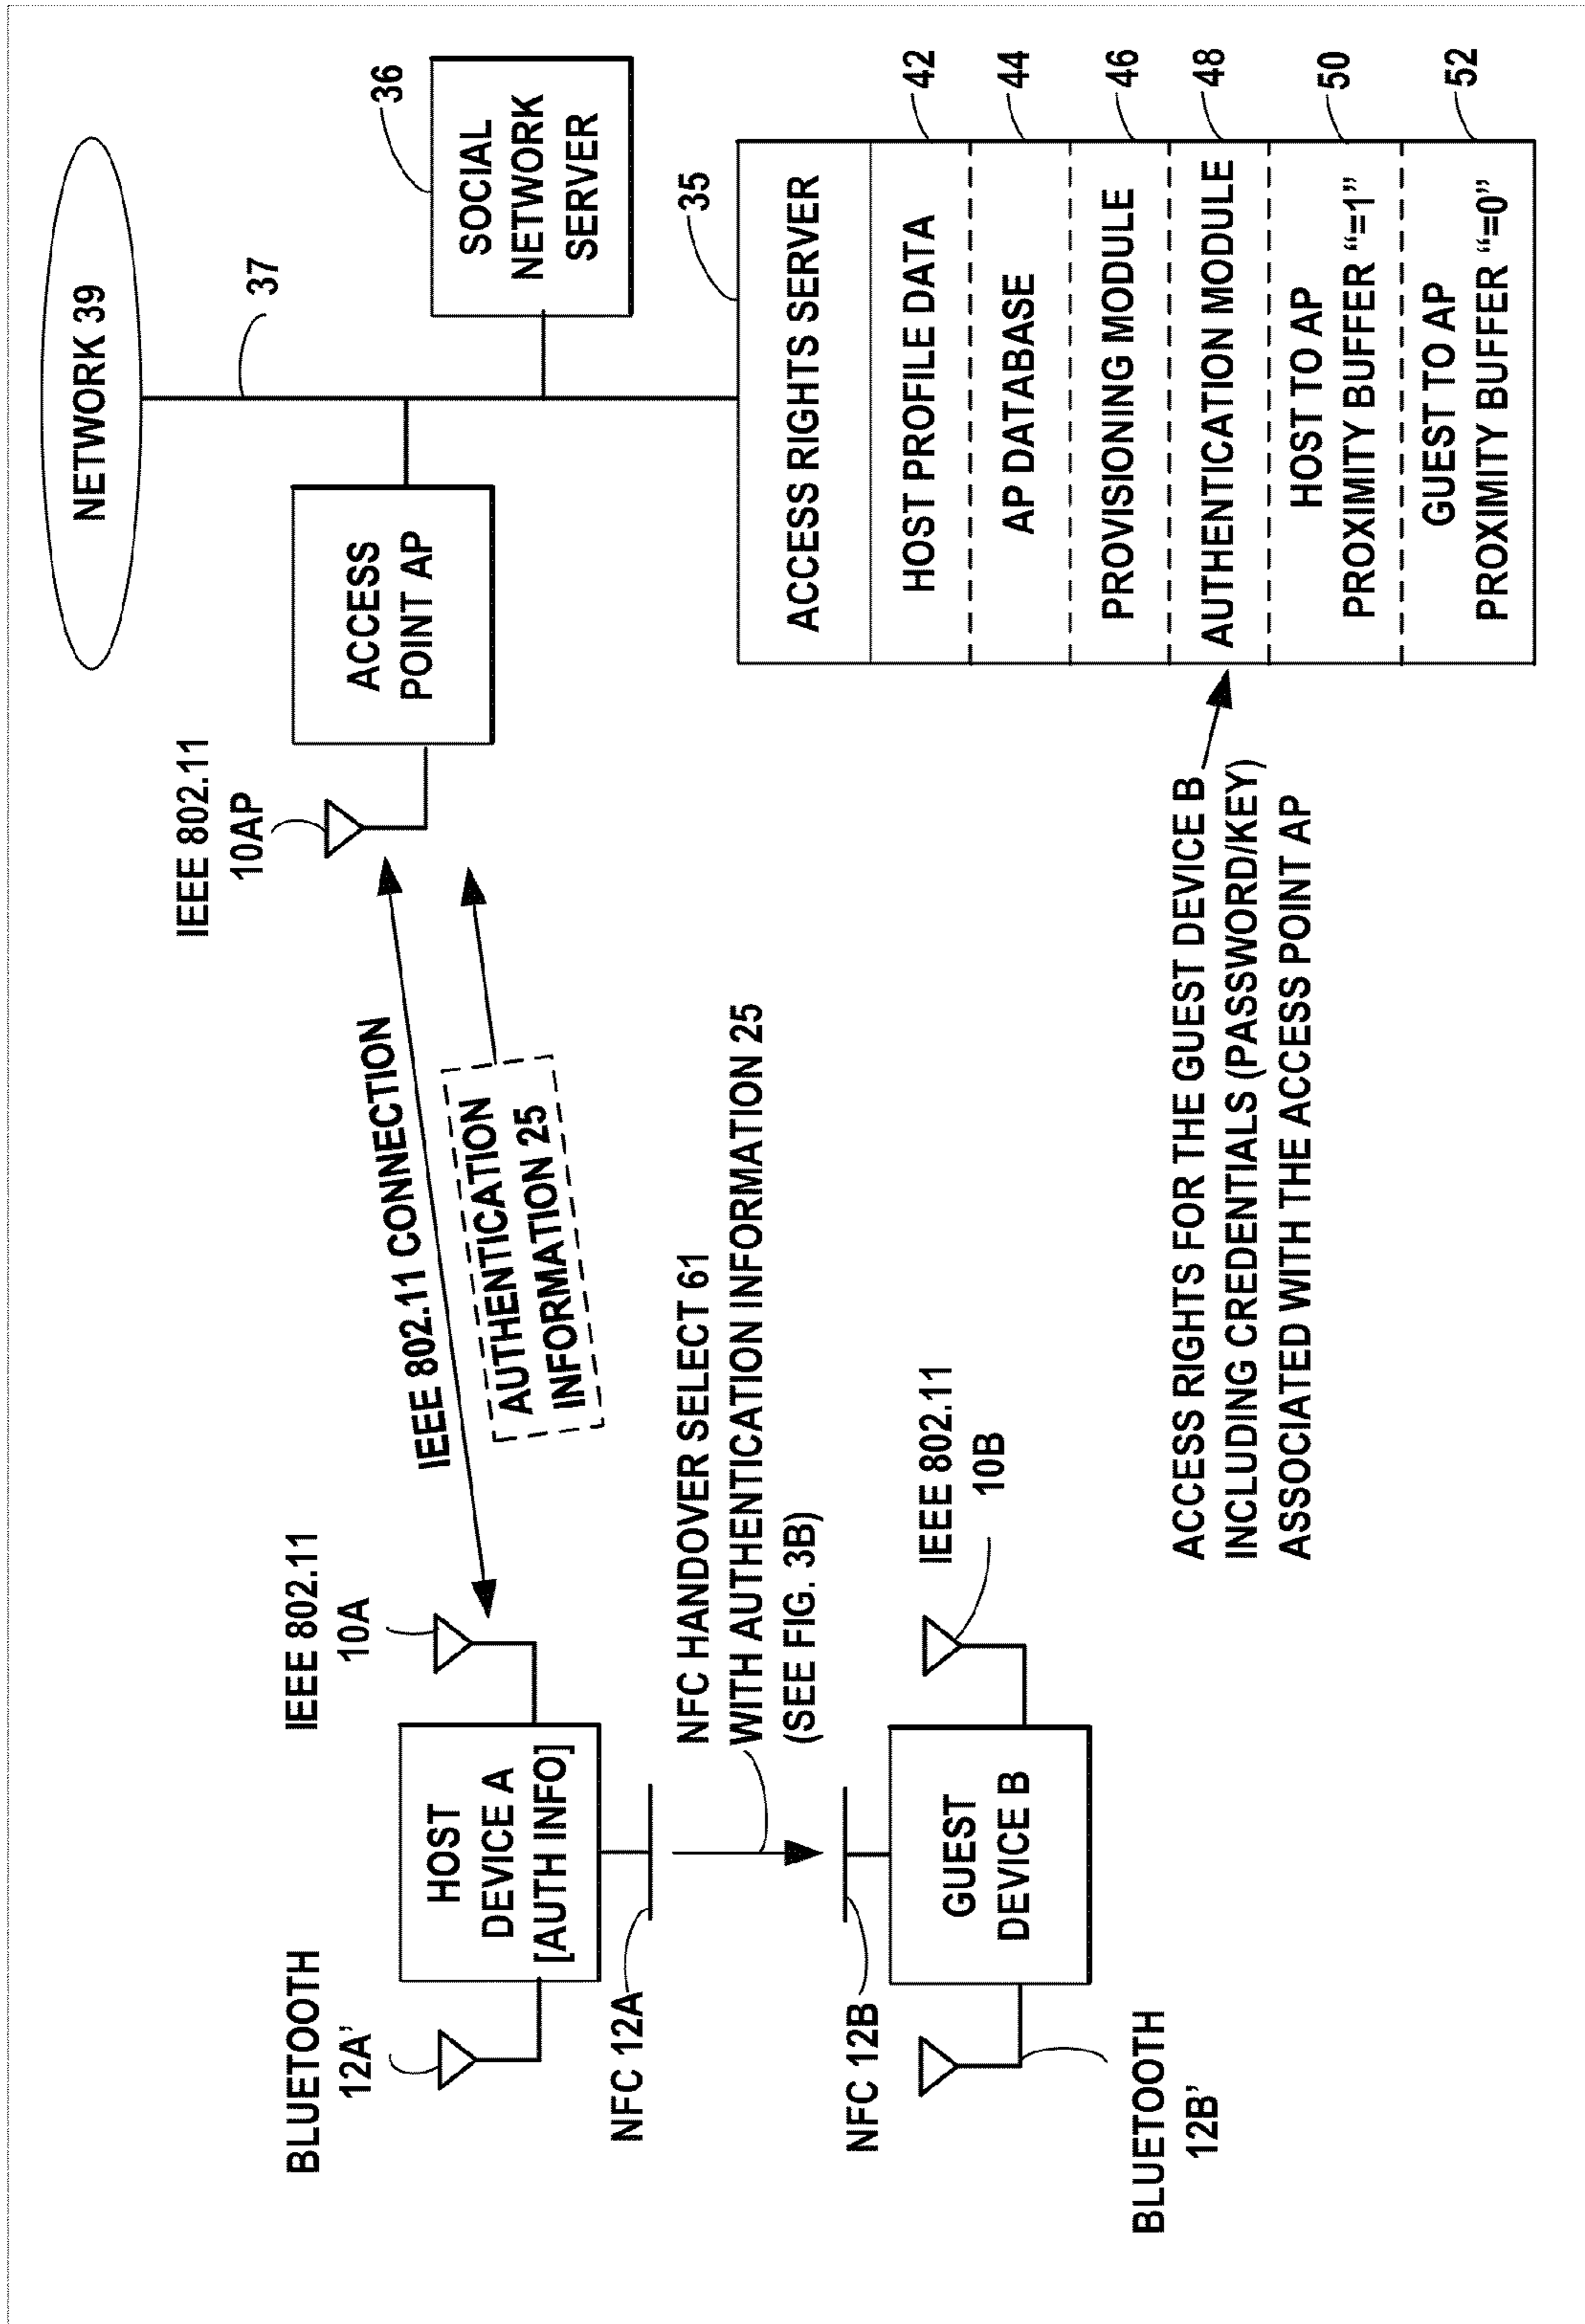 NETWORK 39
37
36
SOCIAL
NETWORK
SERVER
IEEE 802.11
10AP
ACCESS
POINT AP
35
ACCESS RIGHTS SERVER
HOST PROFILE DATA
42
AP DATABASE
44
PROVISIONING MODULE
46
AUTHENTICATION MODULE
48
HOST TO AP
PROXIMITY BUFFER “=1”
50
GUEST TO AP
PROXIMITY BUFFER “=0”
52
IEEE 802.11 CONNECTION
AUTHENTICATION
INFORMATION 25
BLUETOOTH
12A’
IEEE 802.11
10A
HOST
DEVICE A
[AUTH INFO]
NFC 12A
NFC HANDOVER SELECT 61
WITH AUTHENTICATION INFORMATION 25
(SEE FIG. 3B)
NFC 12B
IEEE 802.11
10B
GUEST
DEVICE B
BLUETOOTH
12B’
ACCESS RIGHTS FOR THE GUEST DEVICE B
INCLUDING CREDENTIALS (PASSWORD/KEY)
ASSOCIATED WITH THE ACCESS POINT AP